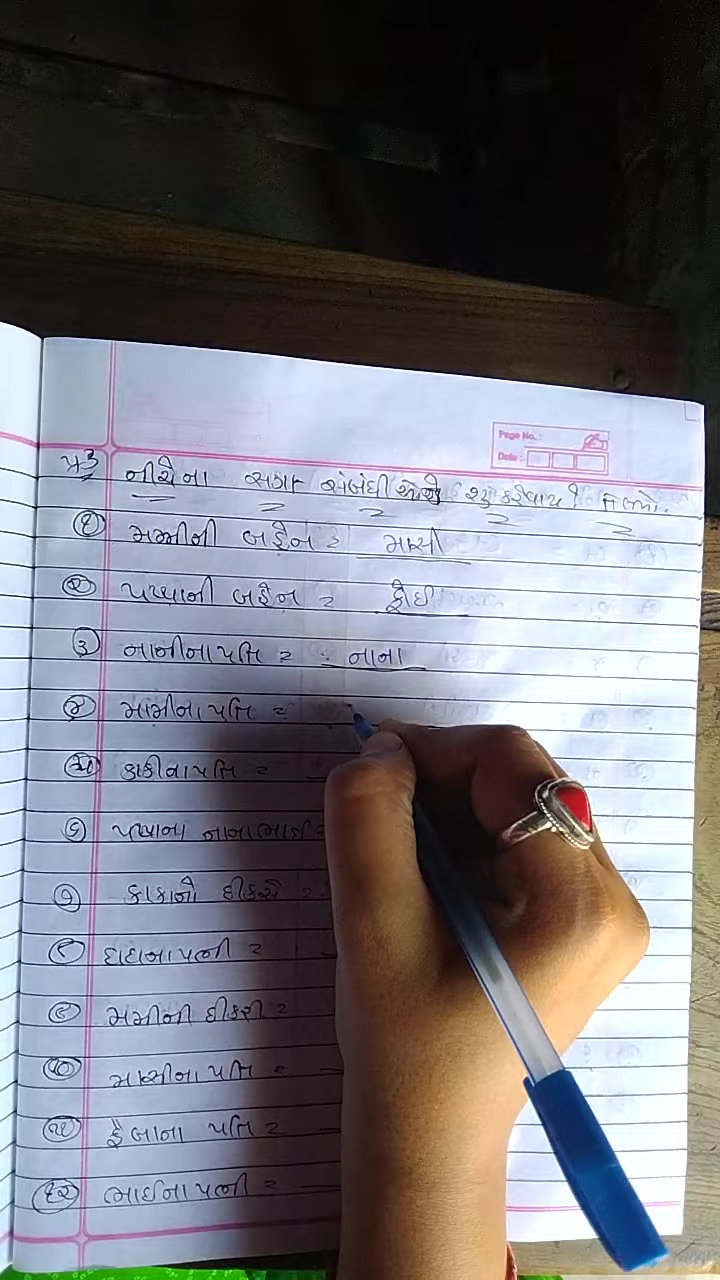 Page No.:
Date:
પ્ર૩ નીચેના સગા સંબંધી ને શુ કહેવાય ? લખો.
૧ મમ્મીની બહેન = માસી
૨ પપ્પાની બહેન = ફોઈ
૩ નાનીના પતિ = નાના
૪ મામીના પતિ =
૫ કાકીના પતિ =
૬ પપ્પાના નાના ભાઈ =
૭ કાકાનો દીકરો =
૮ દાદાના પત્ની =
૯ મમીની દીકરી =
૧૦ માસીના પતિ =
૧૧ ફૈબાના પતિ =
૧૨ ભાઈના પત્ની =